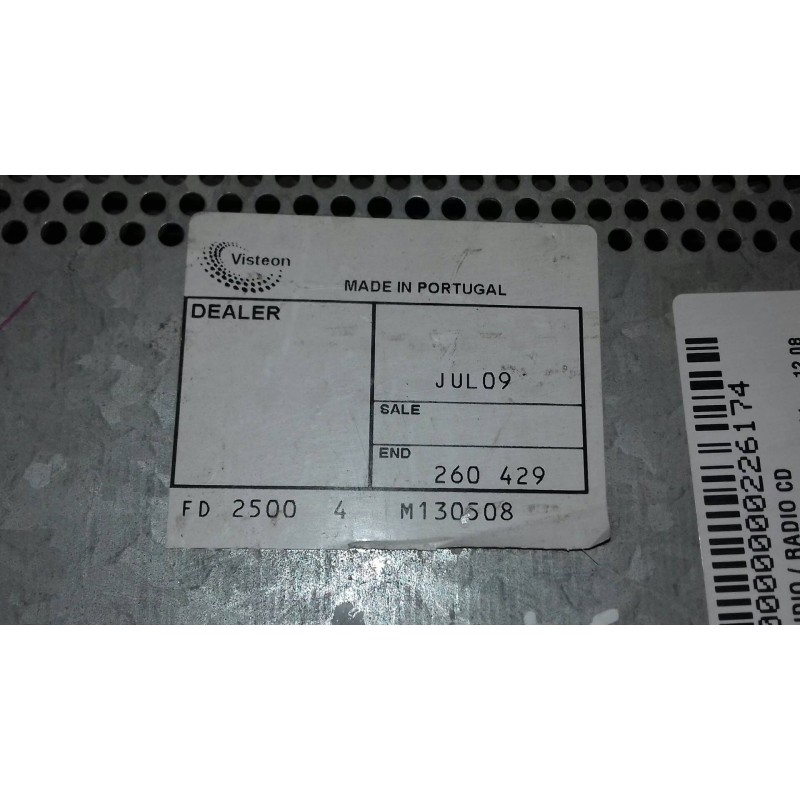 Visteon
MADE IN PORTUGAL
DEALER
JUL09
SALE
END
260 429
FD 2500 4 M130508
12.08
0000000226174
UDIO / RADIO CD